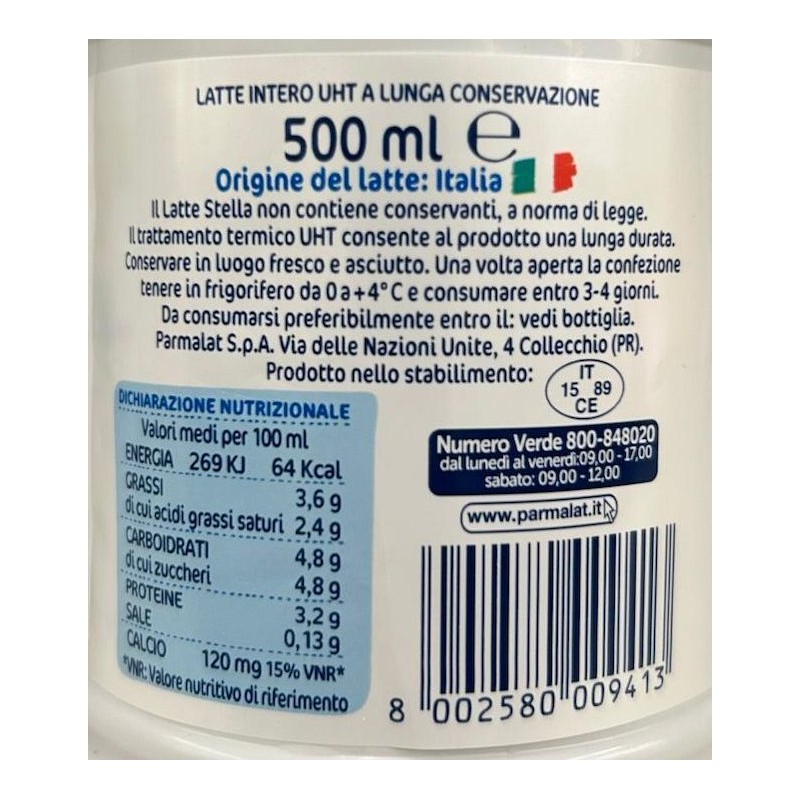 LATTE INTERO UHT A LUNGA CONSERVAZIONE
500 ml ℮
Origine del latte: Italia
Il Latte Stella non contiene conservanti, a norma di legge.
Il trattamento termico UHT consente al prodotto una lunga durata.
Conservare in luogo fresco e asciutto. Una volta aperta la confezione
tenere in frigorifero da 0 a +4° C e consumare entro 3-4 giorni.
Da consumarsi preferibilmente entro il: vedi bottiglia.
Parmalat S.p.A. Via delle Nazioni Unite, 4 Collecchio (PR).
Prodotto nello stabilimento:
IT
15 89
CE
DICHIARAZIONE NUTRIZIONALE
Valori medi per 100 ml
ENERGIA 269 KJ 64 Kcal
GRASSI 3,6 g
di cui acidi grassi saturi 2,4 g
CARBOIDRATI 4,8 g
di cui zuccheri 4,8 g
PROTEINE 3,2 g
SALE 0,13 g
CALCIO 120 mg 15% VNR*
*VNR: Valore nutritivo di riferimento
Numero Verde 800-848020
dal lunedì al venerdì:09,00 - 17,00
sabato: 09,00 - 12,00
www.parmalat.it
8 002580 009413